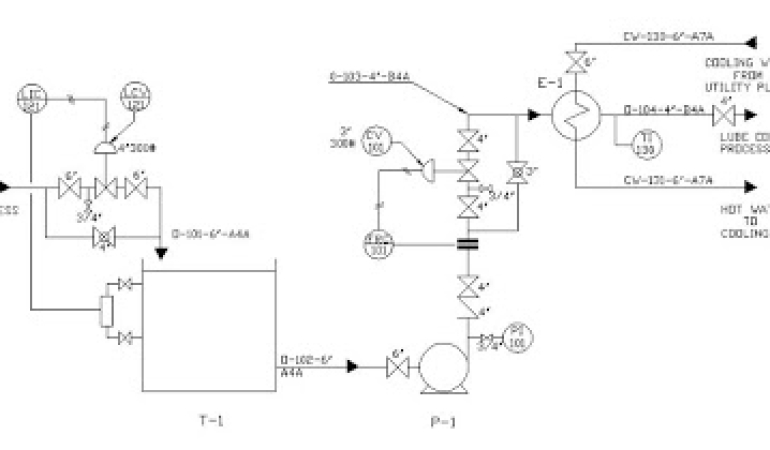 CW-130-6"-A7A
COOLING W
FROM
UTILITY PL
6"
E-1
O-103-4"-B4A
O-104-4"-B4A
4"
LUBE CO
PROCESS
TI
130
CW-131-6"-A7A
HOT WAT
TO
COOLING
LIC
121
LCV
121
4"300#
6"
6"
3/4"
4"
ESS
O-101-6"-A4A
3"
300#
CV
101
4"
3"
3/4"
4"
FRC
101
4"
4"
3/4"
PI
101
O-102-6"
A4A
6"
T-1
P-1